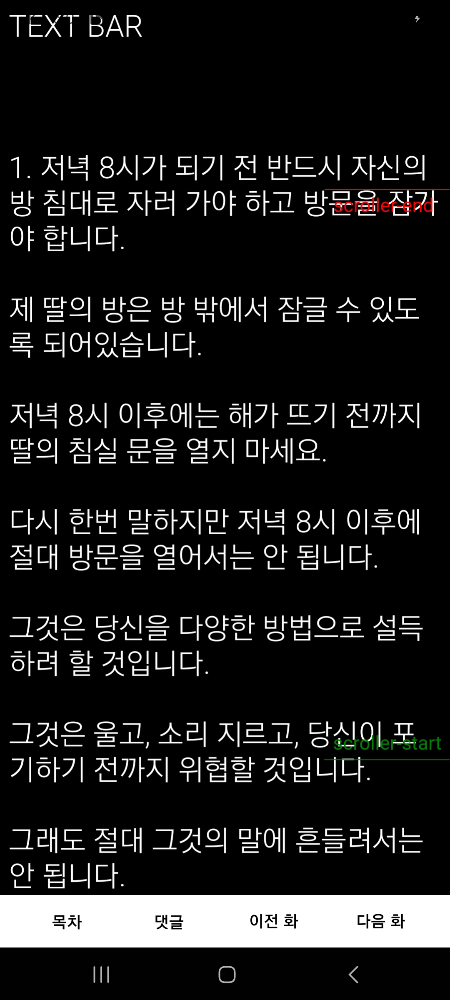 TEXT BAR
1. 저녁 8시가 되기 전 반드시 자신의
방 침대로 자러 가야 하고 방문을 잠가
scroller-end
야 합니다.
제 딸의 방은 방 밖에서 잠글 수 있도
록 되어있습니다.
저녁 8시 이후에는 해가 뜨기 전까지
딸의 침실 문을 열지 마세요.
다시 한번 말하지만 저녁 8시 이후에
절대 방문을 열어서는 안 됩니다.
그것은 당신을 다양한 방법으로 설득
하려 할 것입니다.
그것은 울고, 소리 지르고, 당신이 포
scroller-start
기하기 전까지 위협할 것입니다.
그래도 절대 그것의 말에 흔들려서는
안 됩니다.
목차 댓글 이전 화 다음 화